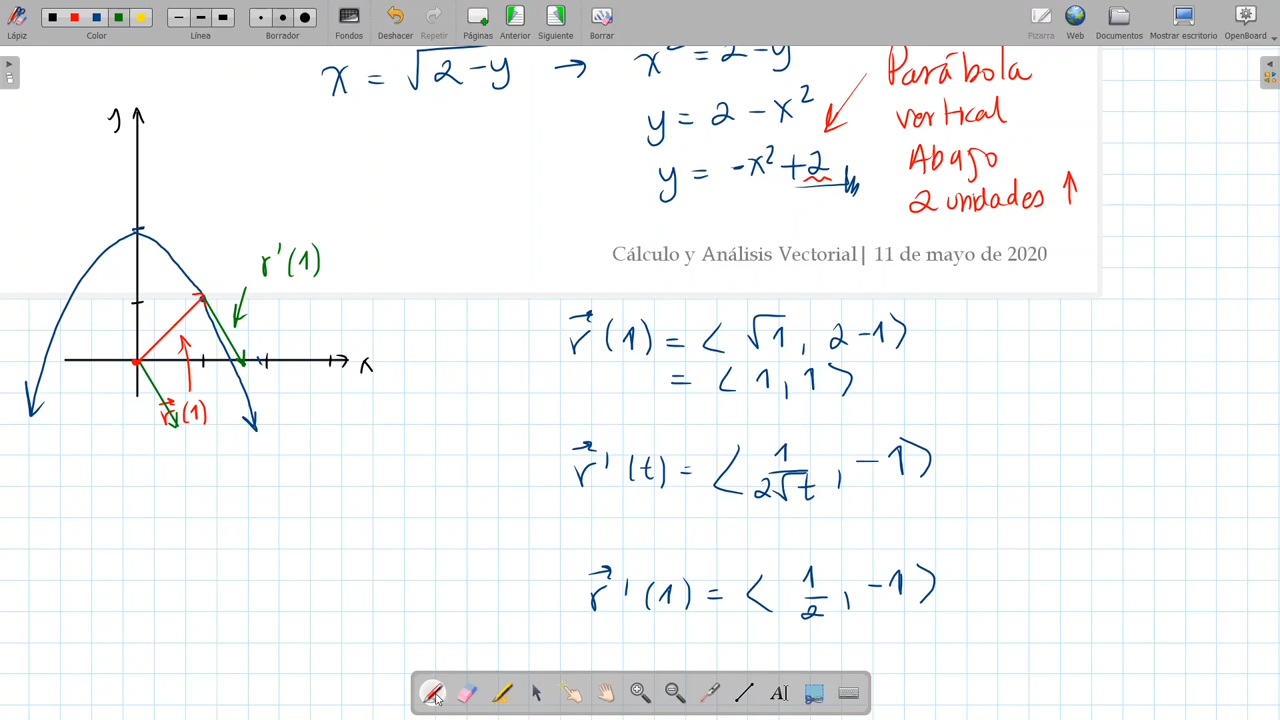 Lápiz Color Línea Borrador Fondos Deshacer Repetir Páginas Anterior Siguiente Borrar Pizarra Web Documentos Mostrar escritorio OpenBoard
x = √2-y → x² = 2-y
y = 2 - x²
y = -x² + 2
Parábola
vertical
Abajo
2 unidades ↑
Cálculo y Análisis Vectorial| 11 de mayo de 2020
y
r'(1)
x
r⃗(1)
r⃗(1) = ⟨√1, 2-1⟩
= ⟨1, 1⟩
r⃗'(t) = ⟨1/2√t, -1⟩
r⃗'(1) = ⟨1/2, -1⟩
AI